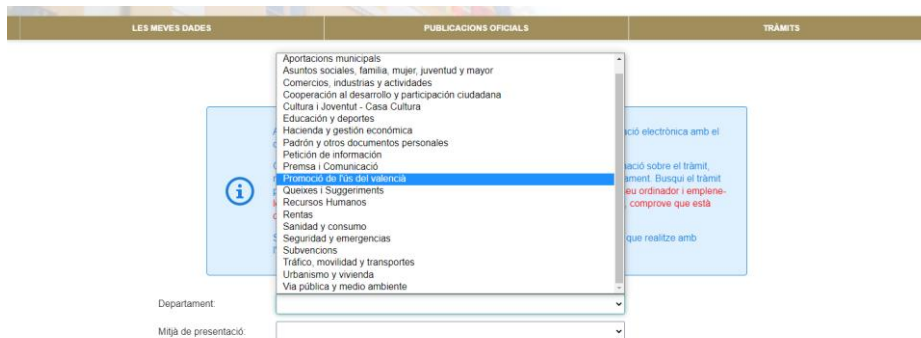 LES MEVES DADES
PUBLICACIONS OFICIALS
TRÀMITS
Aportacions municipals
Asuntos sociales, familia, mujer, juventud y mayor
Comercios, industrias y actividades
Cooperación al desarrollo y participación ciudadana
Cultura i Joventut - Casa Cultura
Educación y deportes
Hacienda y gestión económica
Padrón y otros documentos personales
Petición de información
Premsa i Comunicació
Promoció de l'ús del valencià
Queixes i Suggeriments
Recursos Humanos
Rentas
Sanidad y consumo
Seguridad y emergencias
Subvencions
Tráfico, movilidad y transportes
Urbanismo y vivienda
Via pública y medio ambiente
ció electrònica amb el
ació sobre el tràmit,
ament. Busqui el tràmit
eu ordinador i emplene-
, comprove que està
que realitze amb
Departament:
Mitjà de presentació: